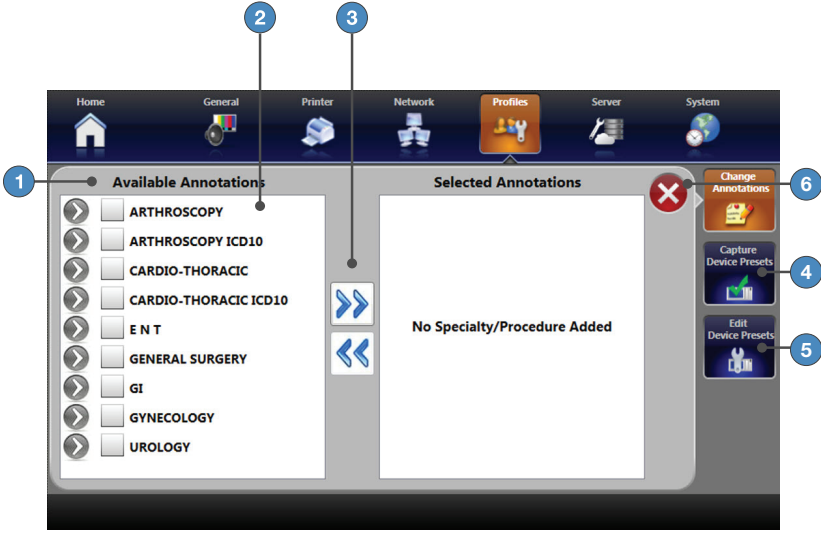 2
3
Home
General
Printer
Network
Profiles
Server
System
1
Available Annotations
Selected Annotations
Change
Annotations
6
ARTHROSCOPY
ARTHROSCOPY ICD10
CARDIO-THORACIC
CARDIO-THORACIC ICD10
E N T
GENERAL SURGERY
GI
GYNECOLOGY
UROLOGY
No Specialty/Procedure Added
Capture
Device Presets
4
Edit
Device Presets
5